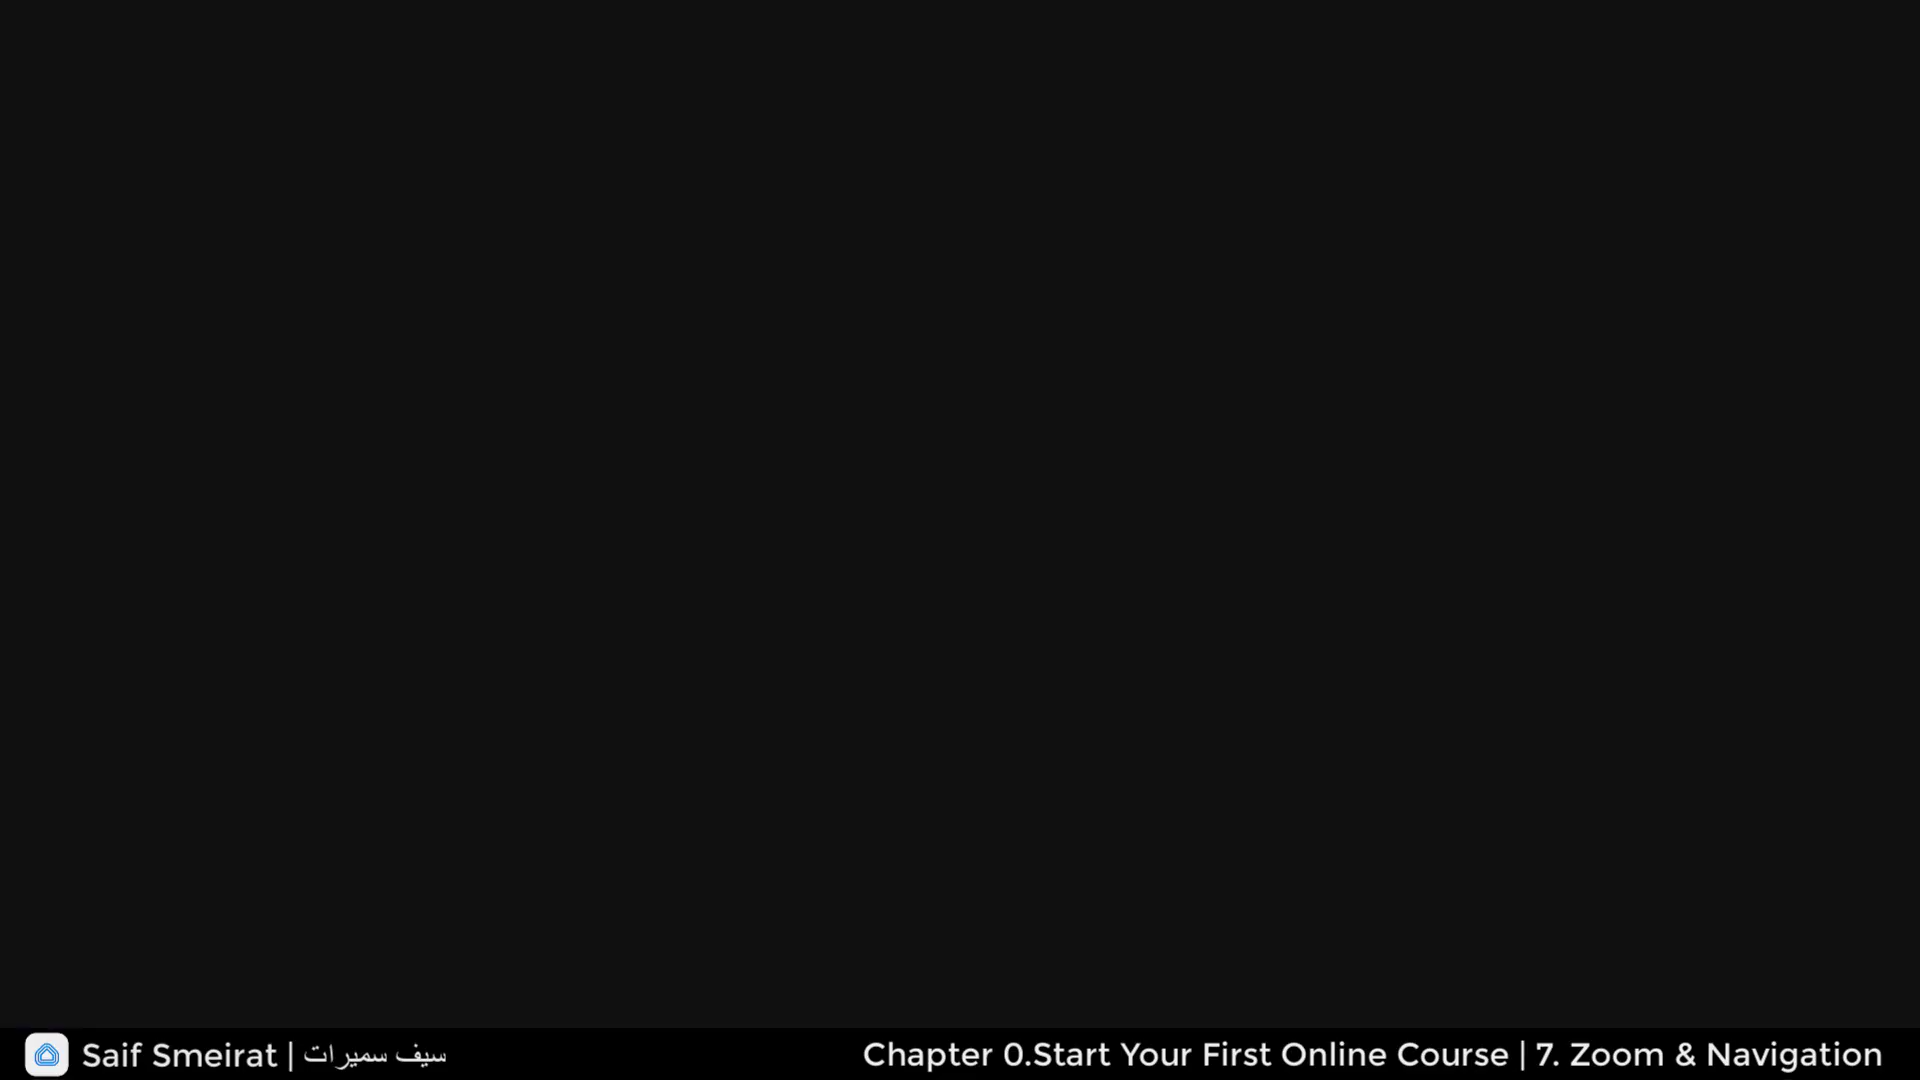 Saif Smeirat | سيف سميرات
Chapter 0.Start Your First Online Course | 7. Zoom & Navigation